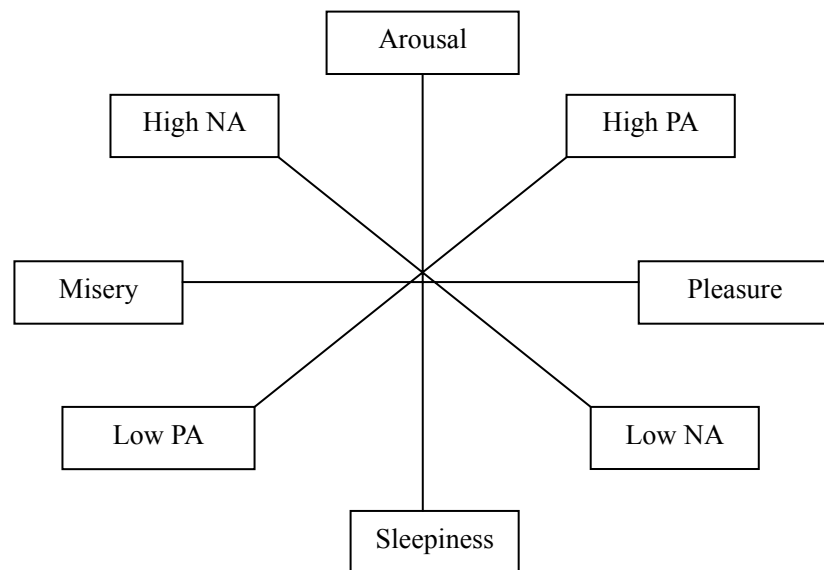 Arousal
High NA
High PA
Misery
Pleasure
Low PA
Low NA
Sleepiness